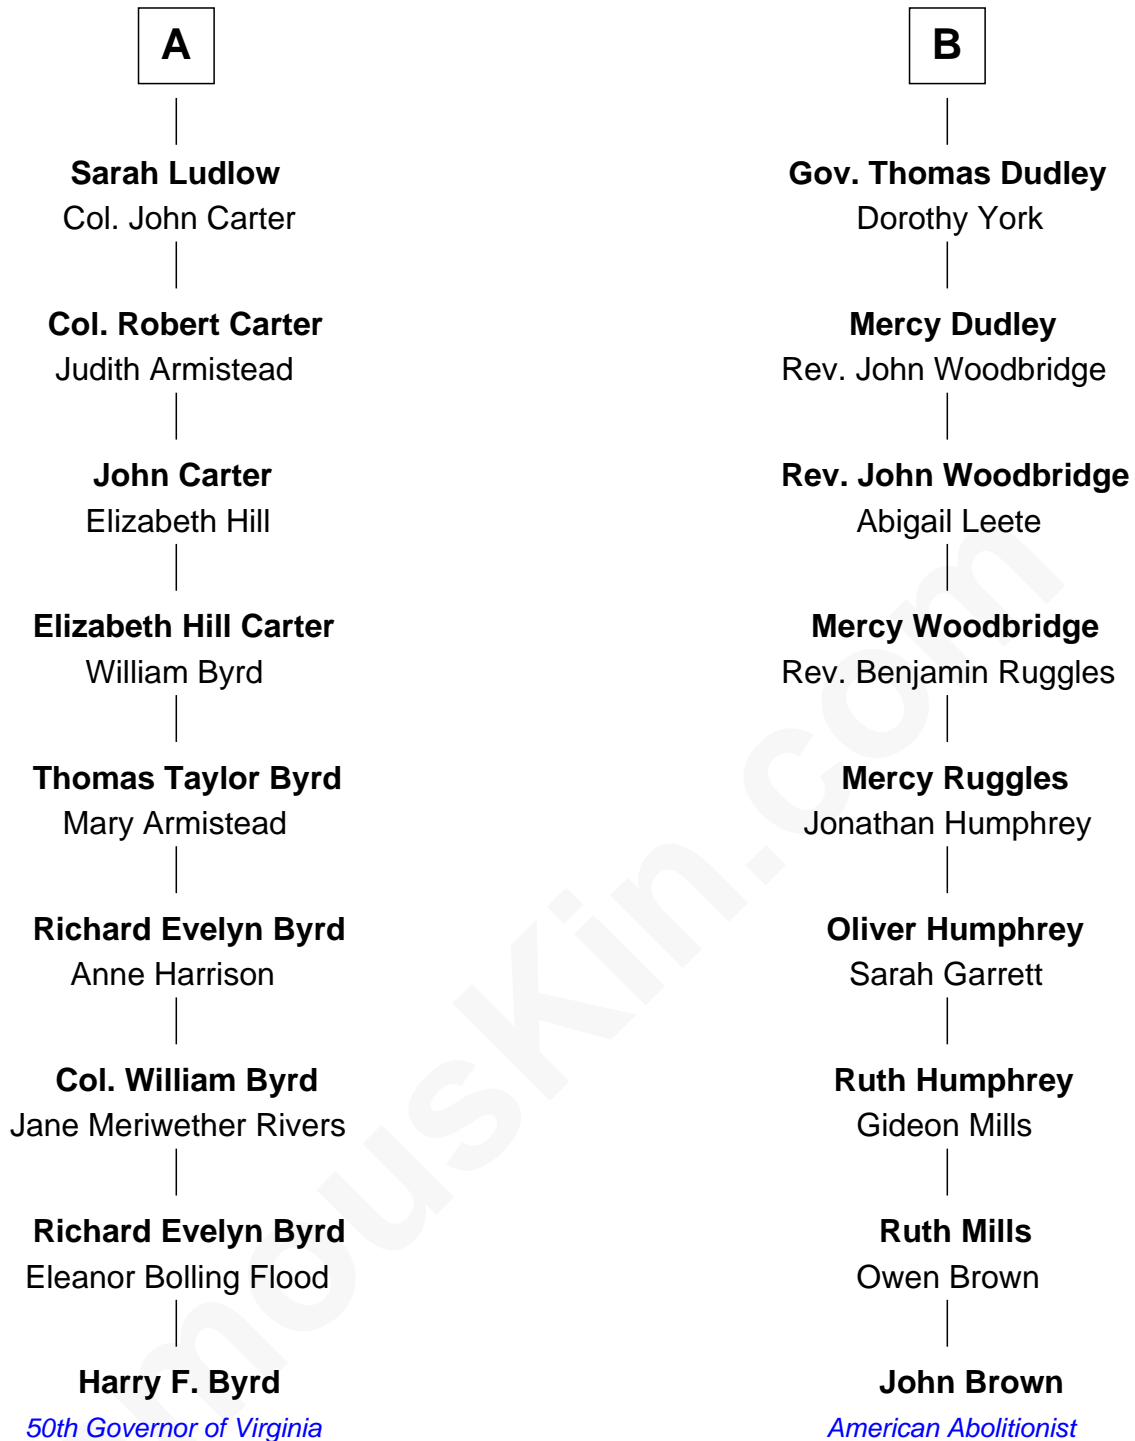 A
Sarah Ludlow
Col. John Carter
Col. Robert Carter
Judith Armistead
John Carter
Elizabeth Hill
Elizabeth Hill Carter
William Byrd
Thomas Taylor Byrd
Mary Armistead
Richard Evelyn Byrd
Anne Harrison
Col. William Byrd
Jane Meriwether Rivers
Richard Evelyn Byrd
Eleanor Bolling Flood
Harry F. Byrd
50th Governor of Virginia
B
Gov. Thomas Dudley
Dorothy York
Mercy Dudley
Rev. John Woodbridge
Rev. John Woodbridge
Abigail Leete
Mercy Woodbridge
Rev. Benjamin Ruggles
Mercy Ruggles
Jonathan Humphrey
Oliver Humphrey
Sarah Garrett
Ruth Humphrey
Gideon Mills
Ruth Mills
Owen Brown
John Brown
American Abolitionist
mousKin.com